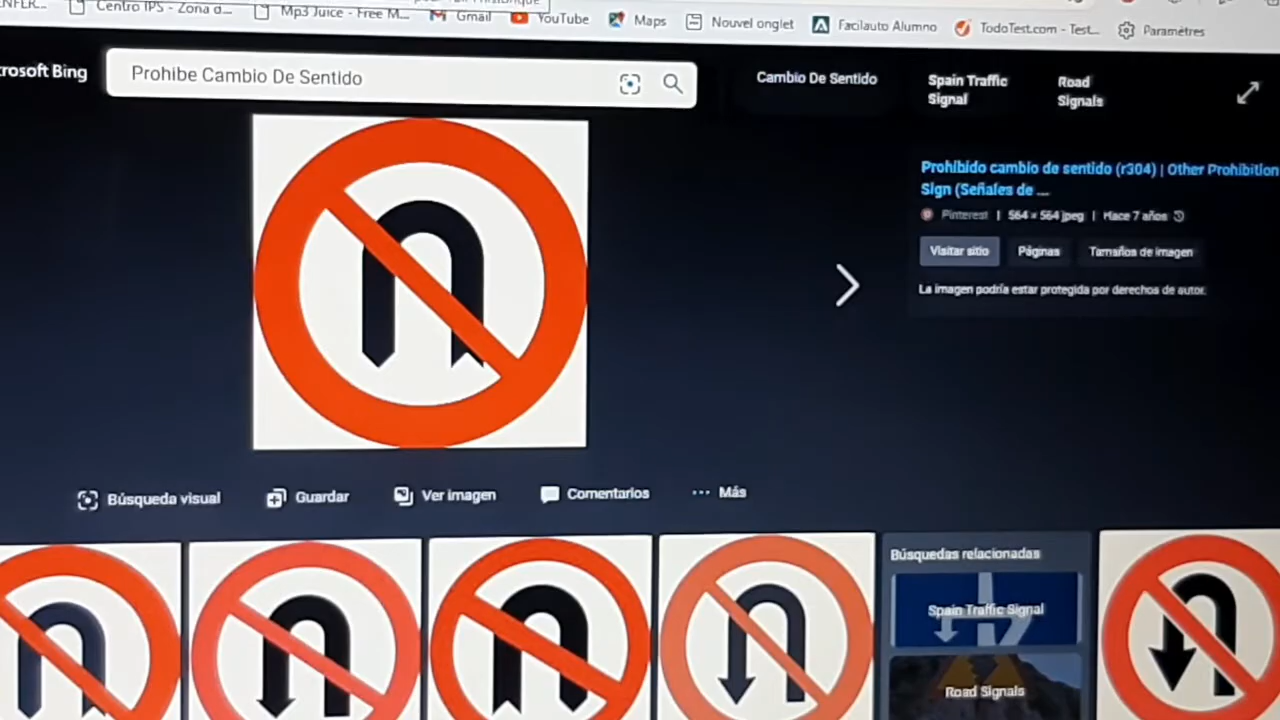 Centro IPS - Zona d...
Mp3 Juice - Free M...
Gmail
YouTube
Maps
Nouvel onglet
Facilauto Alumno
TodoTest.com - Test...
Paramètres
rosoft Bing
Prohibe Cambio De Sentido
Cambio De Sentido
Spain Traffic
Signal
Road
Signals
Prohibido cambio de sentido (r304) | Other Prohibition
Sign (Señales de ...
Pinterest | 564 × 564 jpeg | Hace 7 años
Visitar sitio
Páginas
Tamaños de imagen
La imagen podría estar protegida por derechos de autor.
Búsqueda visual
Guardar
Ver imagen
Comentarios
Más
Búsquedas relacionadas
Spain Traffic Signal
Road Signals